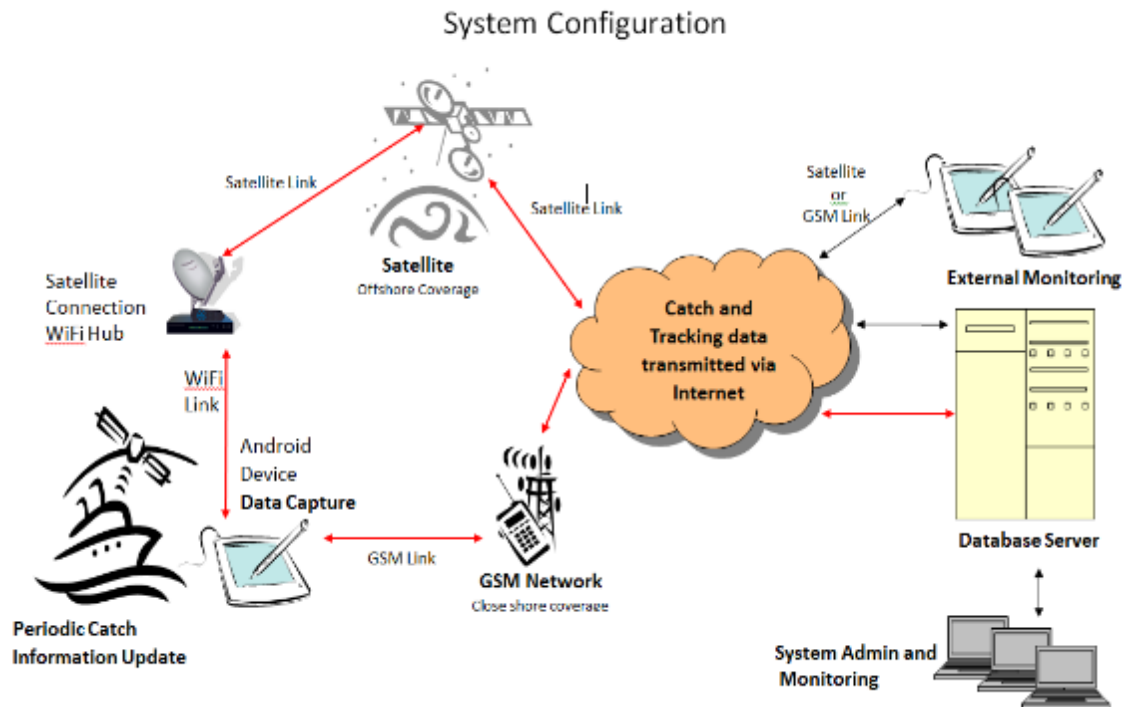 System Configuration
Satellite Link
Satellite Link
Satellite
or
GSM Link
Satellite
Offshore Coverage
External Monitoring
Satellite
Connection
WiFi Hub
Catch and
Tracking data
transmitted via
Internet
WiFi
Link
Android
Device
Data Capture
GSM Link
GSM Network
Close shore coverage
Database Server
Periodic Catch
Information Update
System Admin and
Monitoring